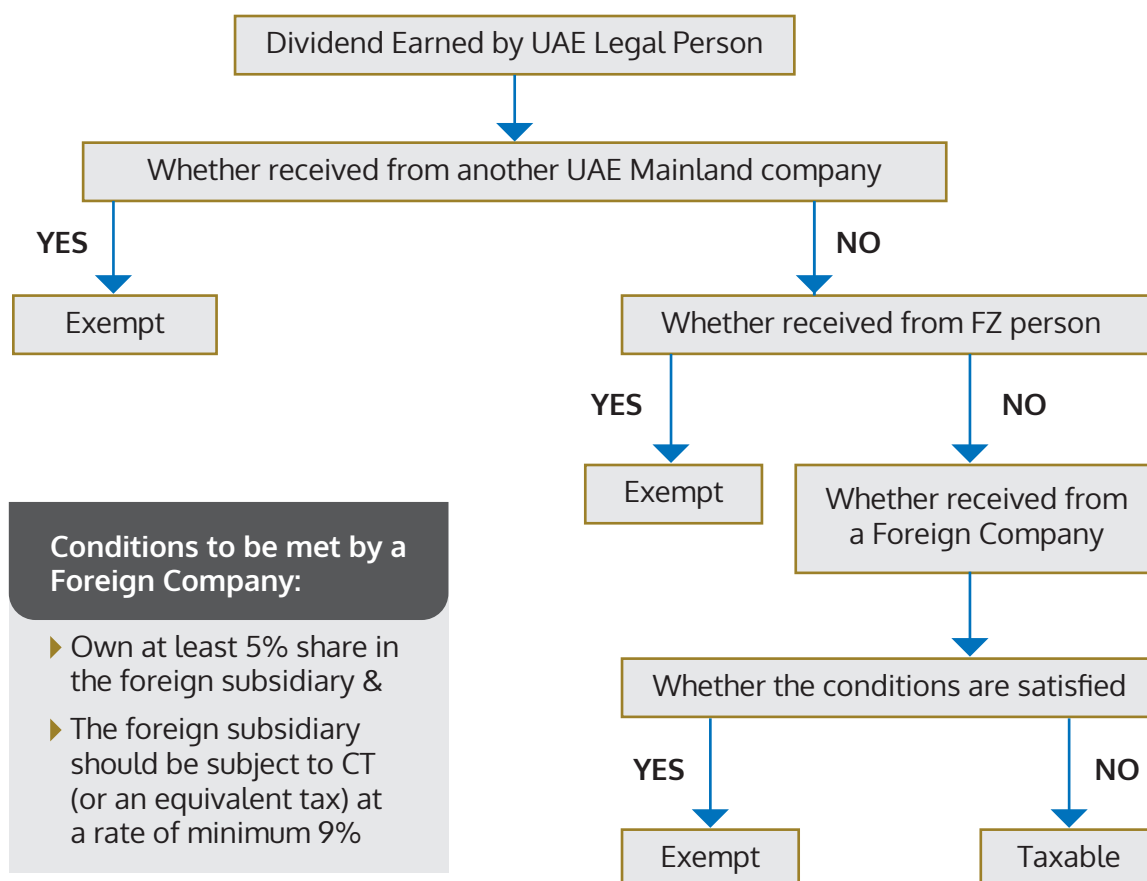 Dividend Earned by UAE Legal Person
Whether received from another UAE Mainland company
YES
NO
Exempt
Whether received from FZ person
YES
NO
Exempt
Whether received from
a Foreign Company
Conditions to be met by a
Foreign Company:
Own at least 5% share in
the foreign subsidiary &
The foreign subsidiary
should be subject to CT
(or an equivalent tax) at
a rate of minimum 9%
Whether the conditions are satisfied
YES
NO
Exempt
Taxable